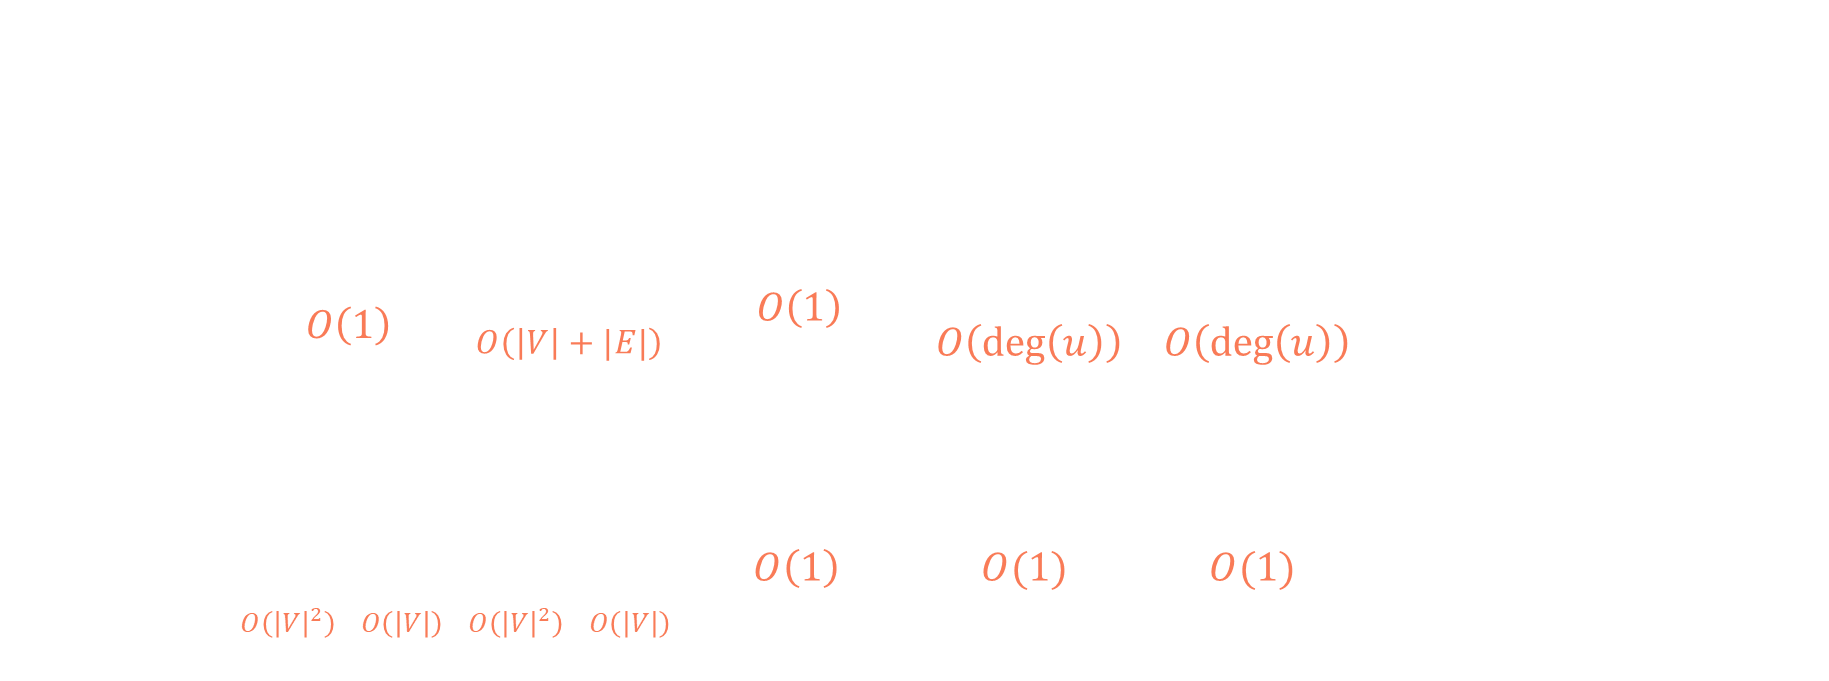 O(1) O(|V| + |E|) O(1) O(deg(u)) O(deg(u))
O(1) O(1) O(1)
O(|V|²) O(|V|) O(|V|²) O(|V|)